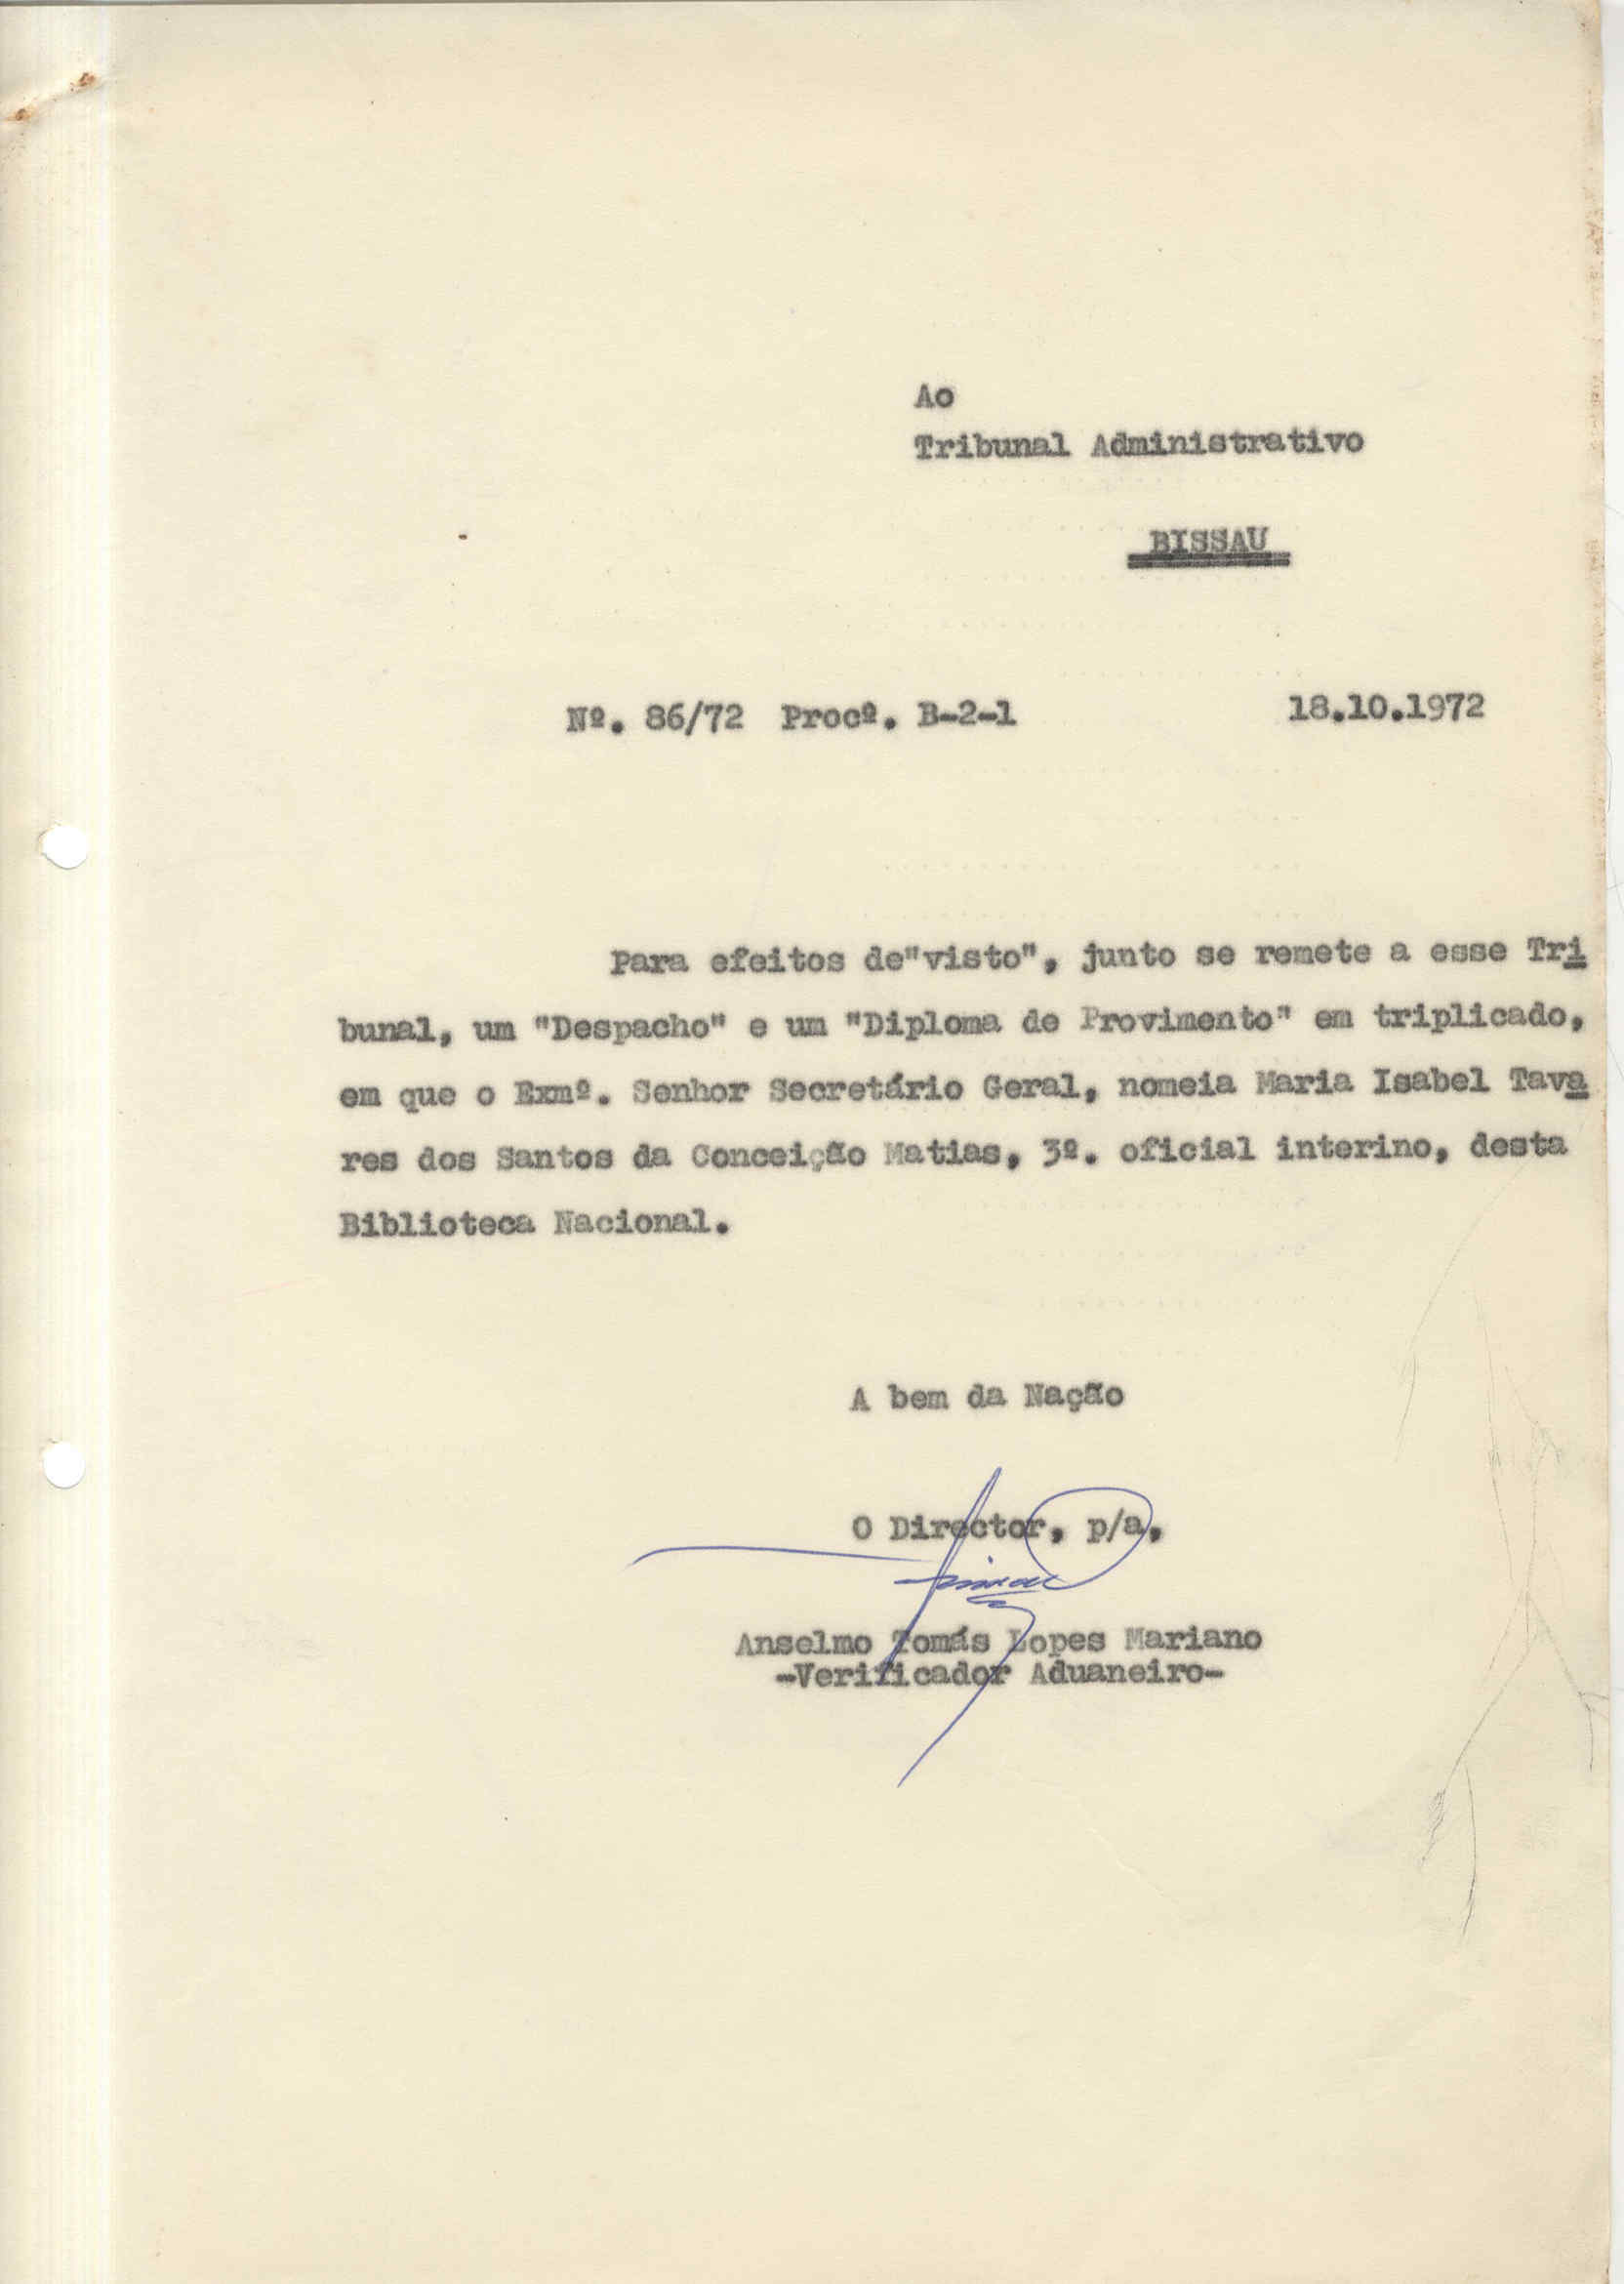 Ao
Tribunal Administrativo
BISSAU
Nº. 86/72 Procº. B-2-1 18.10.1972
Para efeitos de"visto", junto se remete a esse Tri
bunal, um "Despacho" e um "Diploma de Provimento" em triplicado,
em que o Exmº. Senhor Secretário Geral, nomeia Maria Isabel Tava
res dos Santos da Conceição Matias, 3º. oficial interino, desta
Biblioteca Nacional.
A bem da Nação
O Director, p/a,
Anselmo Tomás Lopes Mariano
-Verificador Aduaneiro-